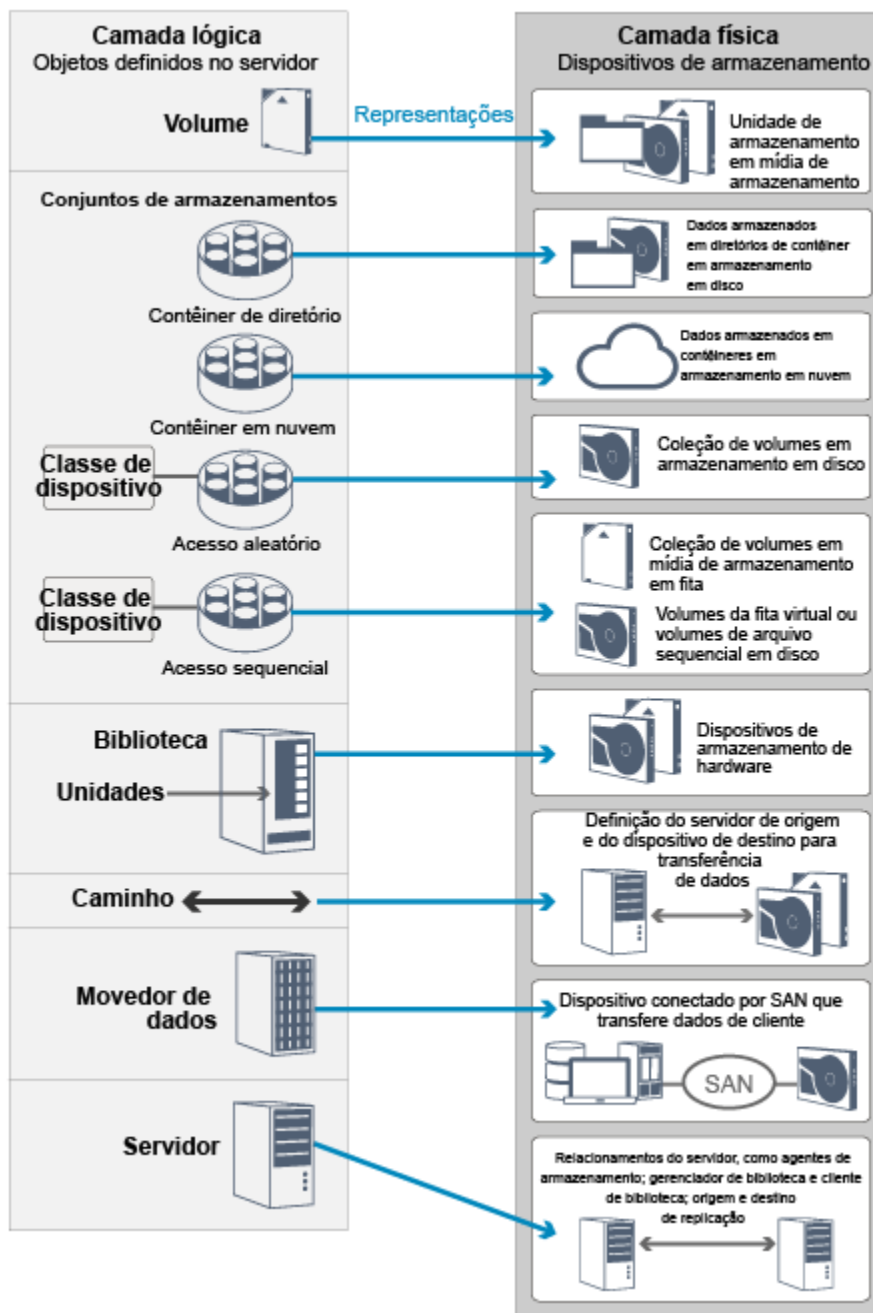 Camada lógica
Objetos definidos no servidor
Camada física
Dispositivos de armazenamento
Volume
Representações
Unidade de
armazenamento
em mídia de
armazenamento
Conjuntos de armazenamentos
Contêiner de diretório
Dados armazenados
em diretórios de contêiner
em armazenamento
em disco
Contêiner em nuvem
Dados armazenados em
contêineres em
armazenamento em nuvem
Classe de
dispositivo
Acesso aleatório
Coleção de volumes em
armazenamento em disco
Classe de
dispositivo
Acesso sequencial
Coleção de volumes em
mídia de armazenamento
em fita
Volumes da fita virtual ou
volumes de arquivo
sequencial em disco
Biblioteca
Unidades
Dispositivos de
armazenamento de
hardware
Caminho
Definição do servidor de origem
e do dispositivo de destino para
transferência
de dados
Movedor de
dados
Dispositivo conectado por SAN que
transfere dados de cliente
SAN
Servidor
Relacionamentos do servidor, como agentes de
armazenamento; gerenciador de biblioteca e cliente
de biblioteca; origem e destino
de replicação